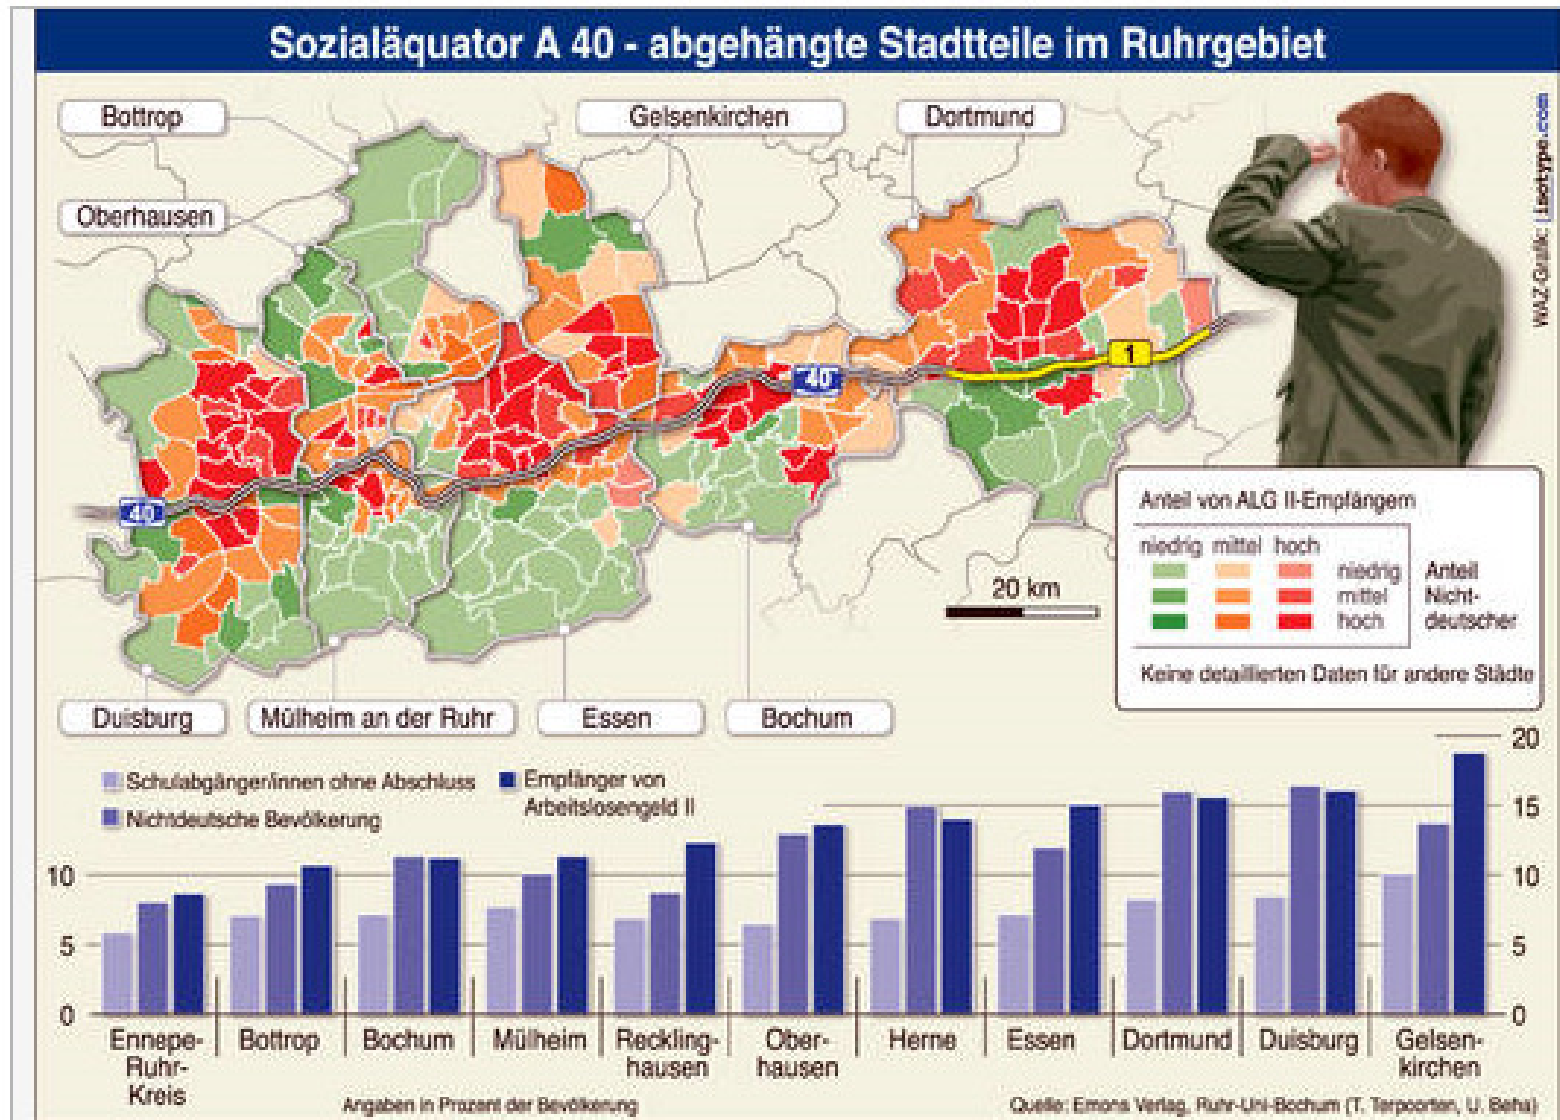 Sozialäquator A 40 - abgehängte Stadtteile im Ruhrgebiet
Bottrop
Gelsenkirchen
Dortmund
Oberhausen
WAZ-Grafik: isotype.com
1
40
40
Anteil von ALG II-Empfängern
niedrig mittel hoch
niedrig
mittel
hoch
Anteil
Nicht-
deutscher
Keine detaillierten Daten für andere Städte
20 km
Duisburg
Mülheim an der Ruhr
Essen
Bochum
Schulabgänger/innen ohne Abschluss
Nichtdeutsche Bevölkerung
Empfänger von
Arbeitslosengeld II
20
15
10
10
5
5
0
0
Ennepe-
Ruhr-
Kreis
Bottrop
Bochum
Mülheim
Reckling-
hausen
Ober-
hausen
Herne
Essen
Dortmund
Duisburg
Gelsen-
kirchen
Angaben in Prozent der Bevölkerung
Quelle: Emons Verlag, Ruhr-Uni-Bochum (T. Terpoorten, U. Beha)